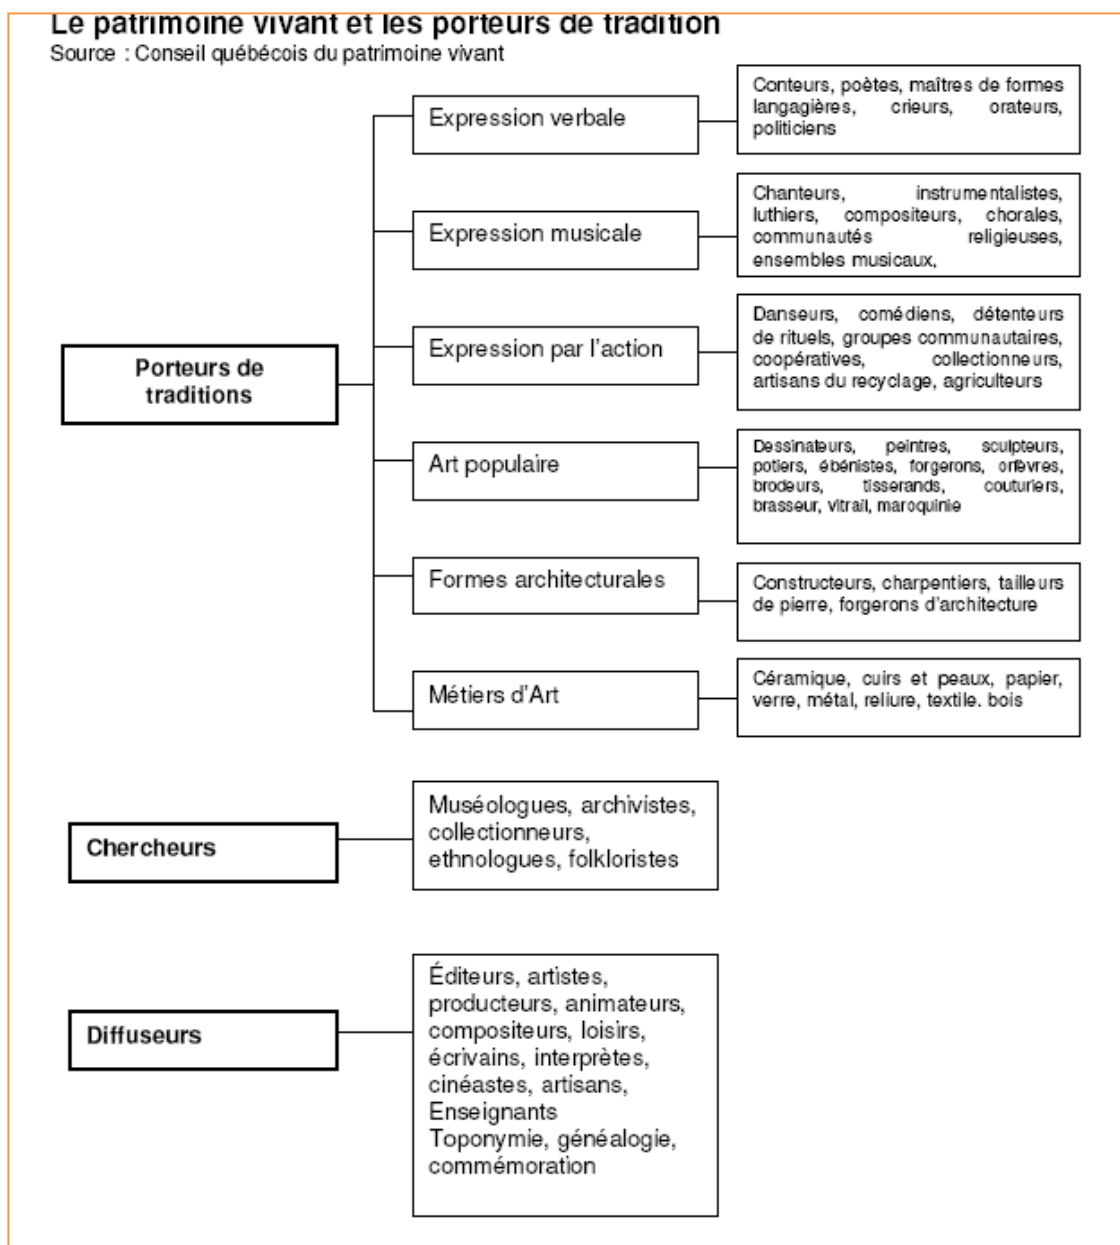 Le patrimoine vivant et les porteurs de tradition
Source : Conseil québécois du patrimoine vivant
Porteurs de
traditions
Expression verbale
Conteurs, poètes, maîtres de formes
langagières, crieurs, orateurs,
politiciens
Expression musicale
Chanteurs, instrumentalistes,
luthiers, compositeurs, chorales,
communautés religieuses,
ensembles musicaux,
Expression par l'action
Danseurs, comédiens, détenteurs
de rituels, groupes communautaires,
coopératives, collectionneurs,
artisans du recyclage, agriculteurs
Art populaire
Dessinateurs, peintres, sculpteurs,
potiers, ébénistes, forgerons, orfèvres,
brodeurs, tisserands, couturiers,
brasseur, vitrail, maroquinie
Formes architecturales
Constructeurs, charpentiers, tailleurs
de pierre, forgerons d'architecture
Métiers d'Art
Céramique, cuirs et peaux, papier,
verre, métal, reliure, textile. bois
Chercheurs
Muséologues, archivistes,
collectionneurs,
ethnologues, folkloristes
Diffuseurs
Éditeurs, artistes,
producteurs, animateurs,
compositeurs, loisirs,
écrivains, interprètes,
cinéastes, artisans,
Enseignants
Toponymie, généalogie,
commémoration